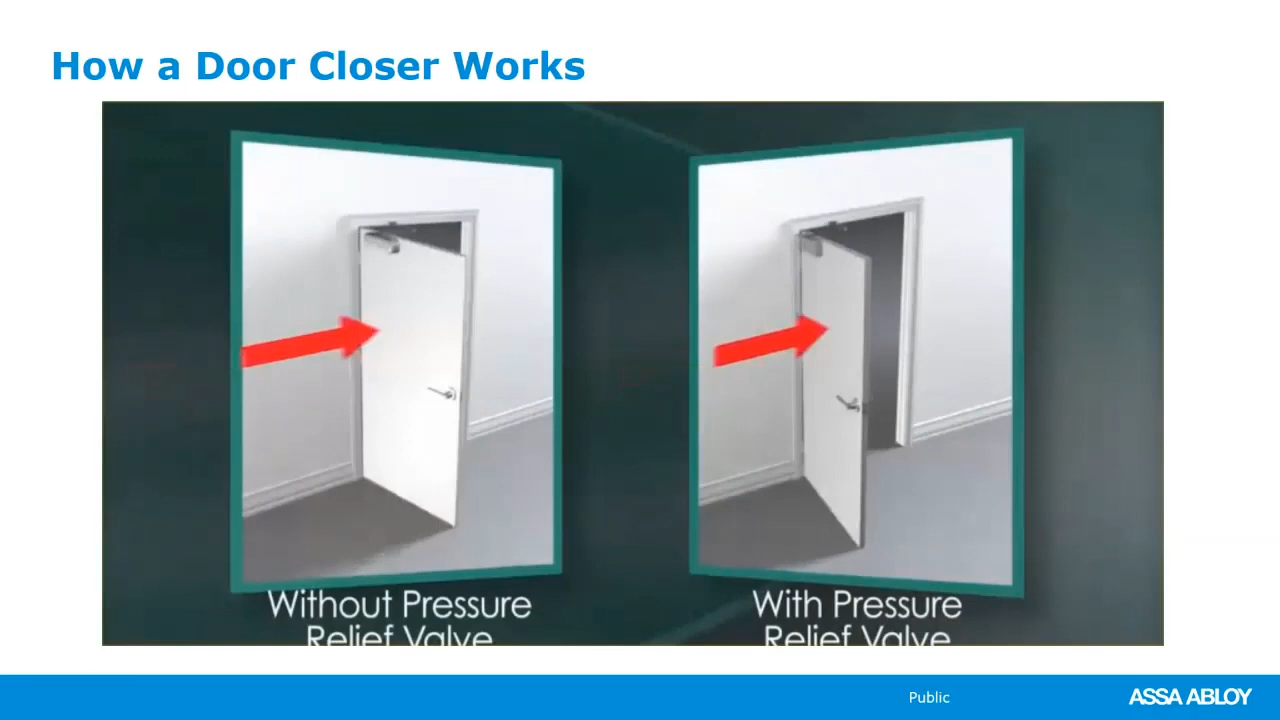 How a Door Closer Works
Without Pressure
Relief Valve
With Pressure
Relief Valve
Public
ASSA ABLOY